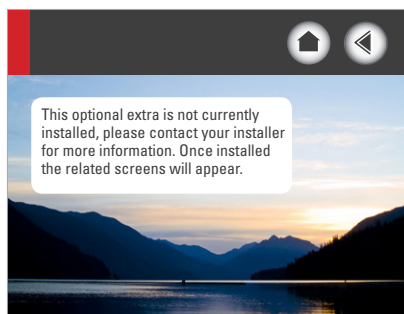 This optional extra is not currently
installed, please contact your installer
for more information. Once installed
the related screens will appear.